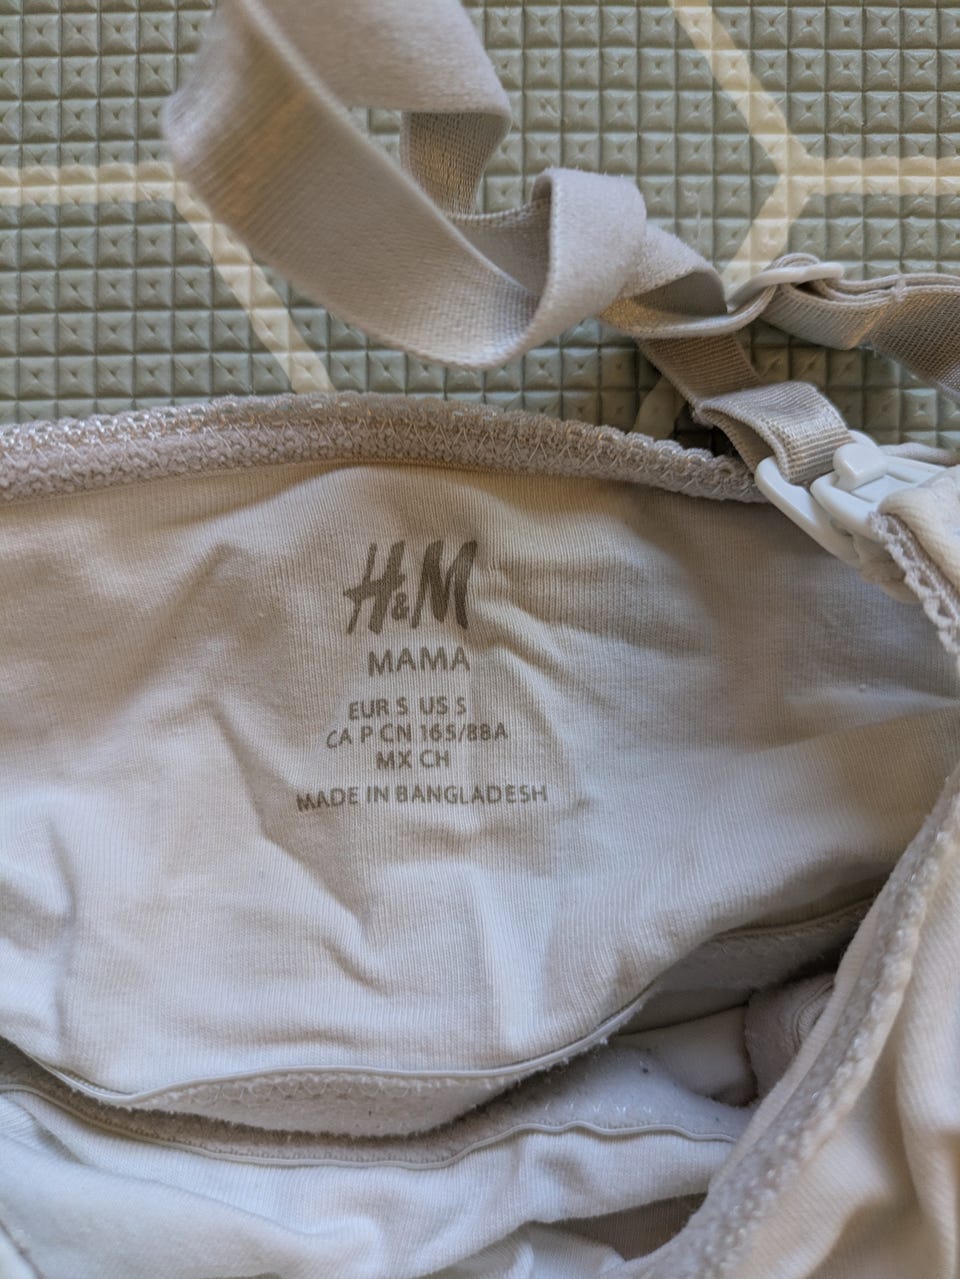 H&M
MAMA
EUR S US S
CA P CN 165/88A
MX CH
MADE IN BANGLADESH